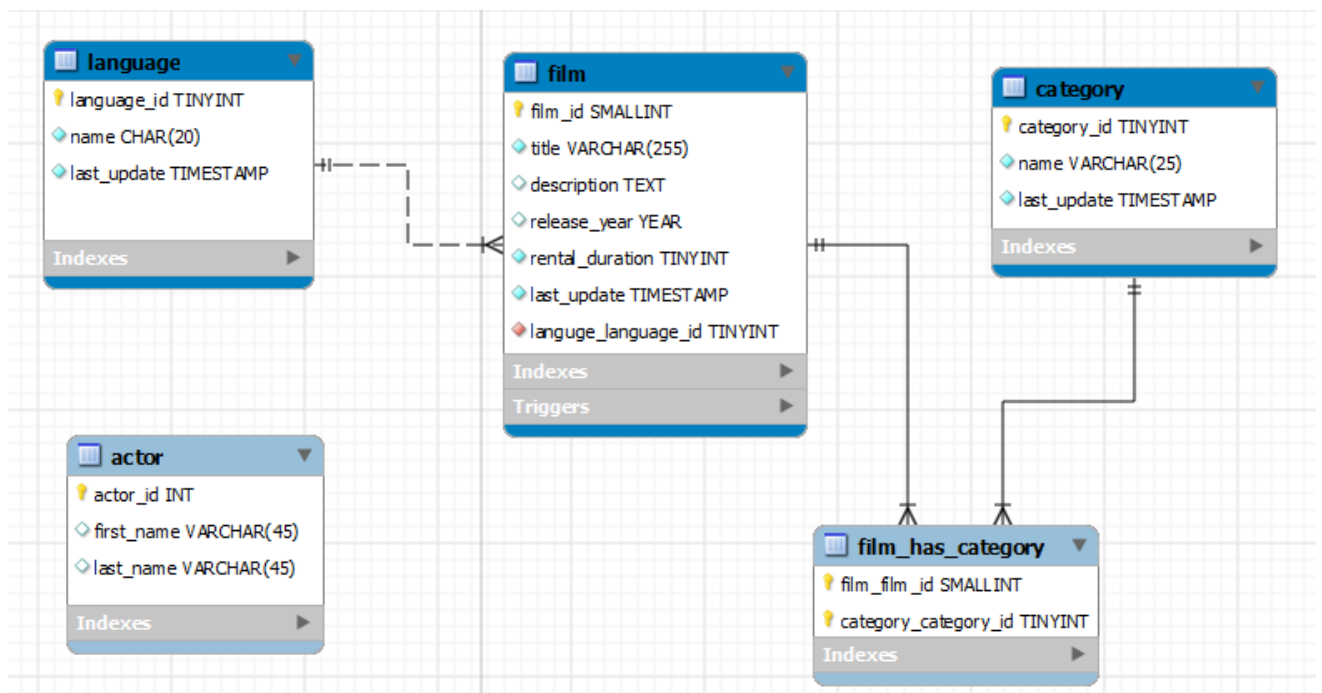 language
language_id TINYINT
name CHAR(20)
last_update TIMESTAMP
Indexes
film
film_id SMALLINT
title VARCHAR(255)
description TEXT
release_year YEAR
rental_duration TINYINT
last_update TIMESTAMP
languge_language_id TINYINT
Indexes
Triggers
category
category_id TINYINT
name VARCHAR(25)
last_update TIMESTAMP
Indexes
actor
actor_id INT
first_name VARCHAR(45)
last_name VARCHAR(45)
Indexes
film_has_category
film_film_id SMALLINT
category_category_id TINYINT
Indexes